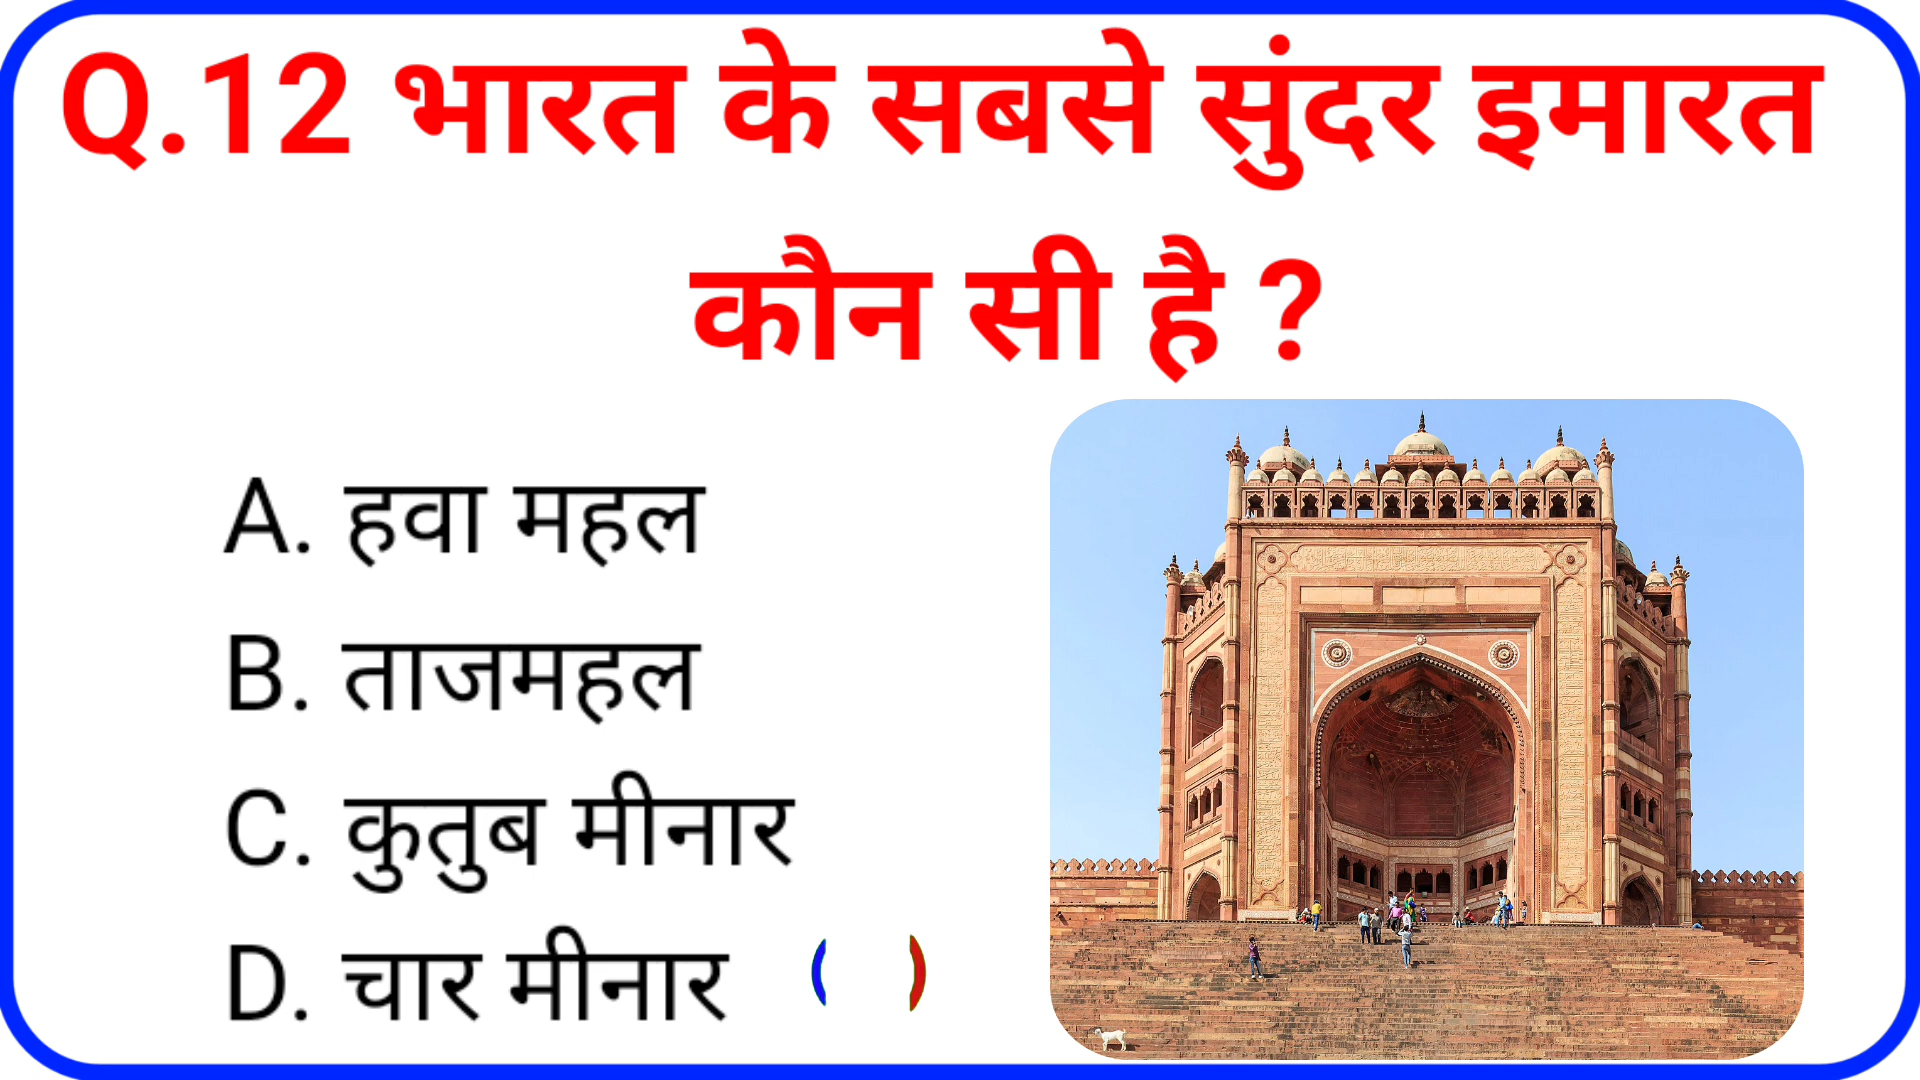 Q.12 भारत के सबसे सुंदर इमारत
कौन सी है ?
A. हवा महल
B. ताजमहल
C. कुतुब मीनार
D. चार मीनार ( )